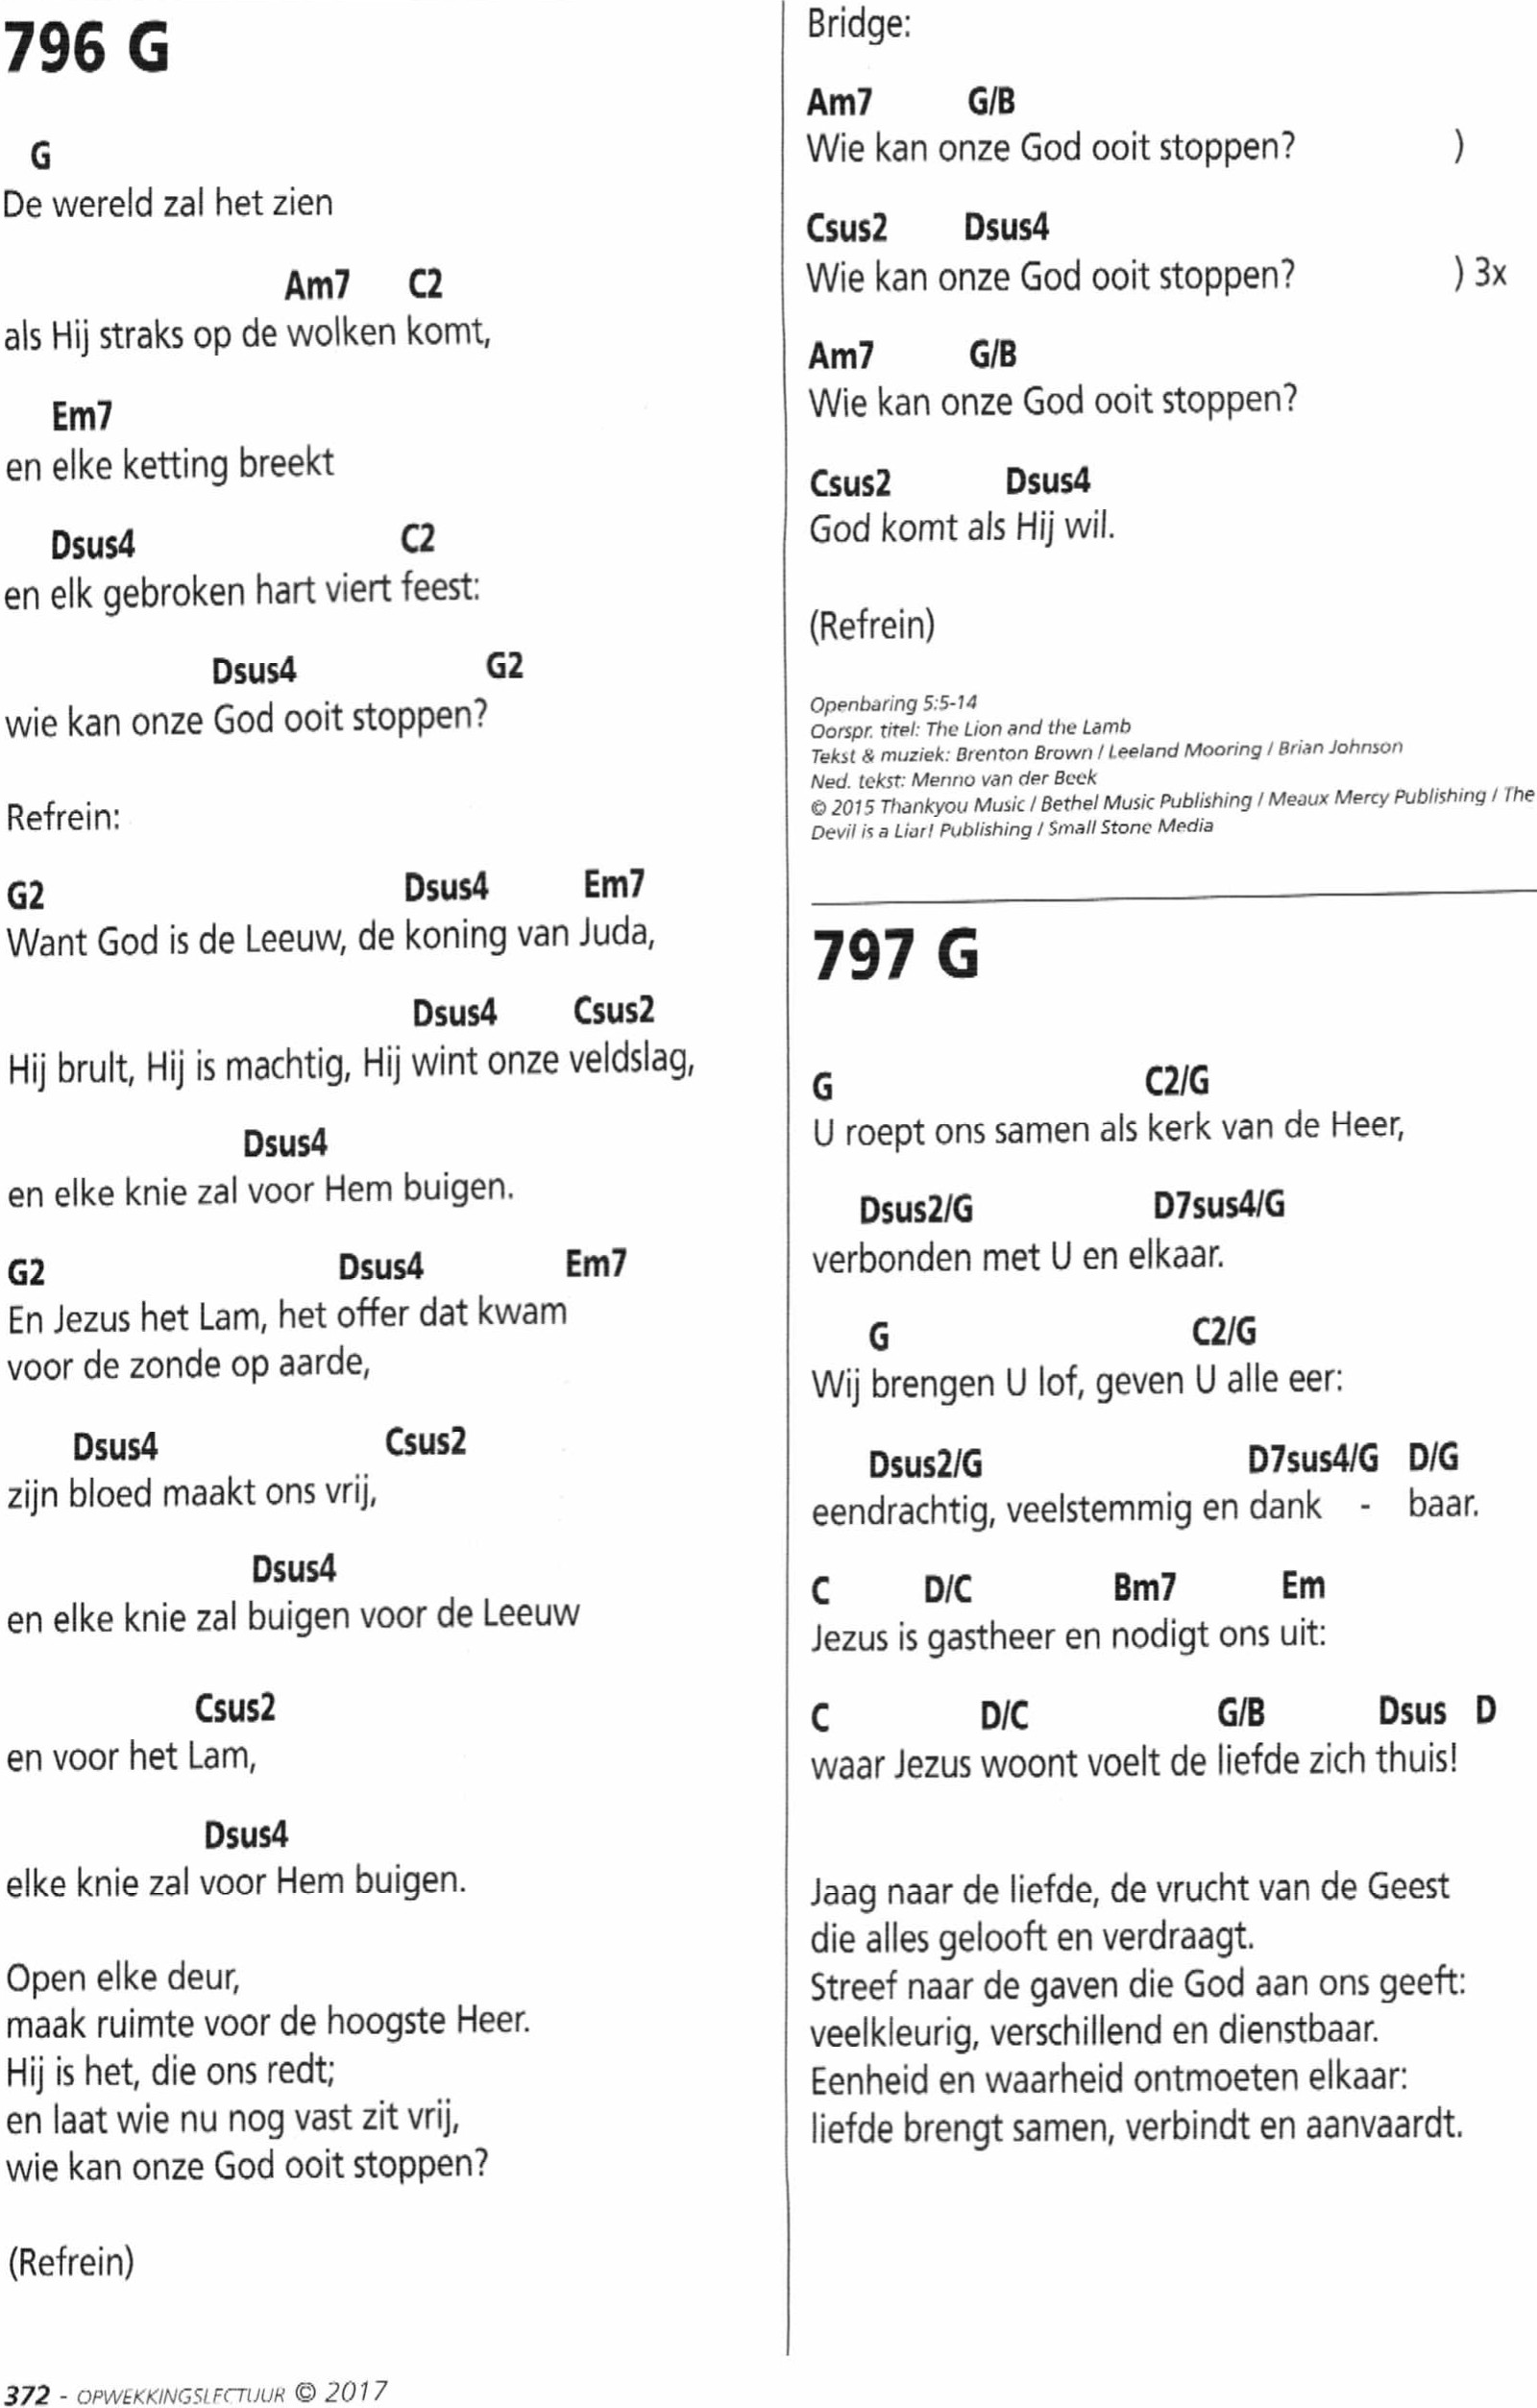 796 G
G
De wereld zal het zien
Am7 C2
als Hij straks op de wolken komt,
Em7
en elke ketting breekt
Dsus4 C2
en elk gebroken hart viert feest:
Dsus4 G2
wie kan onze God ooit stoppen?
Refrein:
G2 Dsus4 Em7
Want God is de Leeuw, de koning van Juda,
Dsus4 Csus2
Hij brult, Hij is machtig, Hij wint onze veldslag,
Dsus4
en elke knie zal voor Hem buigen.
G2 Dsus4 Em7
En Jezus het Lam, het offer dat kwam
voor de zonde op aarde,
Dsus4 Csus2
zijn bloed maakt ons vrij,
Dsus4
en elke knie zal buigen voor de Leeuw
Csus2
en voor het Lam,
Dsus4
elke knie zal voor Hem buigen.
Open elke deur,
maak ruimte voor de hoogste Heer.
Hij is het, die ons redt;
en laat wie nu nog vast zit vrij,
wie kan onze God ooit stoppen?
(Refrein)
372 - OPWEKKINGSLECTUUR © 2017
Bridge:
Am7 G/B
Wie kan onze God ooit stoppen? )
Csus2 Dsus4
Wie kan onze God ooit stoppen? ) 3x
Am7 G/B
Wie kan onze God ooit stoppen?
Csus2 Dsus4
God komt als Hij wil.
(Refrein)
Openbaring 5:5-14
Oorspr. titel: The Lion and the Lamb
Tekst & muziek: Brenton Brown / Leeland Mooring / Brian Johnson
Ned. tekst: Menno van der Beek
© 2015 Thankyou Music / Bethel Music Publishing / Meaux Mercy Publishing / The
Devil is a Liar! Publishing / Small Stone Media
797 G
G C2/G
U roept ons samen als kerk van de Heer,
Dsus2/G D7sus4/G
verbonden met U en elkaar.
G C2/G
Wij brengen U lof, geven U alle eer:
Dsus2/G D7sus4/G D/G
eendrachtig, veelstemmig en dank - baar.
C D/C Bm7 Em
Jezus is gastheer en nodigt ons uit:
C D/C G/B Dsus D
waar Jezus woont voelt de liefde zich thuis!
Jaag naar de liefde, de vrucht van de Geest
die alles gelooft en verdraagt.
Streef naar de gaven die God aan ons geeft:
veelkleurig, verschillend en dienstbaar.
Eenheid en waarheid ontmoeten elkaar:
liefde brengt samen, verbindt en aanvaardt.